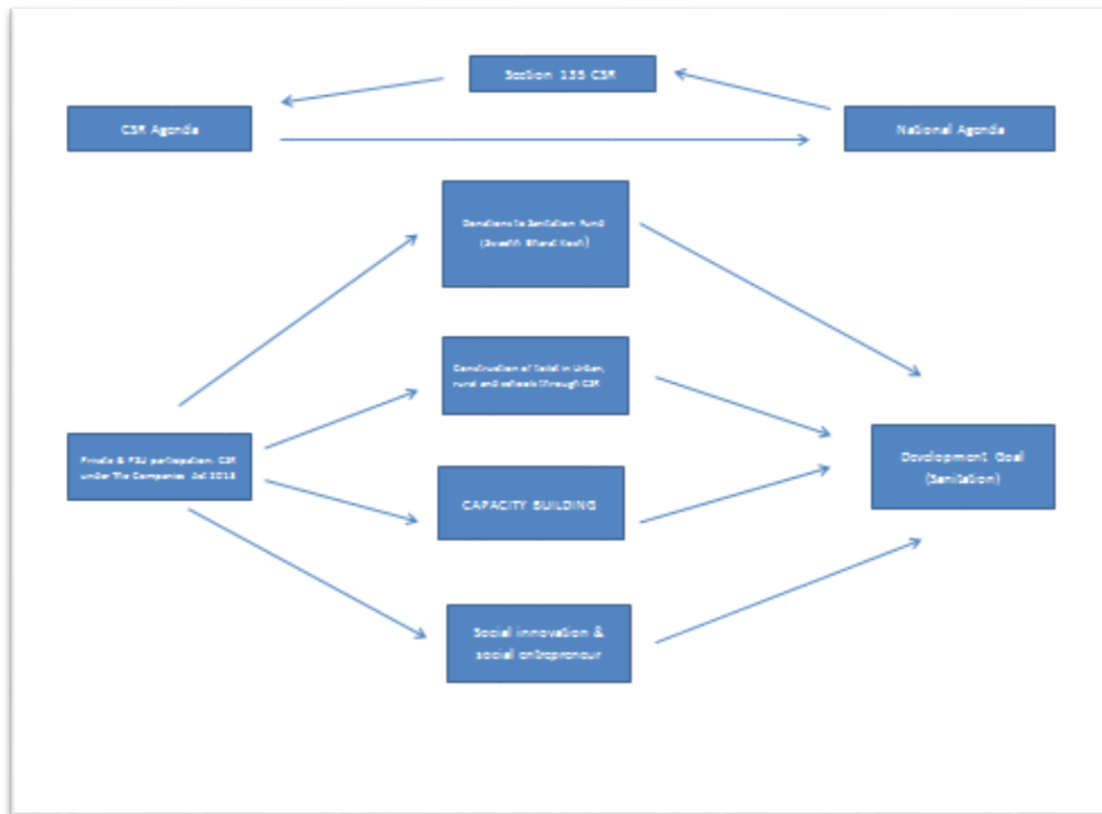 Section 135 CSR
CSR Agenda
National Agenda
Donations to Sanitation Fund
(Swachh Bharat Kosh)
Construction of Toilet in Urban,
rural and schools through CSR
Private & PSU participation: CSR
under The Companies Act 2013
Development Goal
(Sanitation)
CAPACITY BUILDING
Social innovation &
social entrepreneur